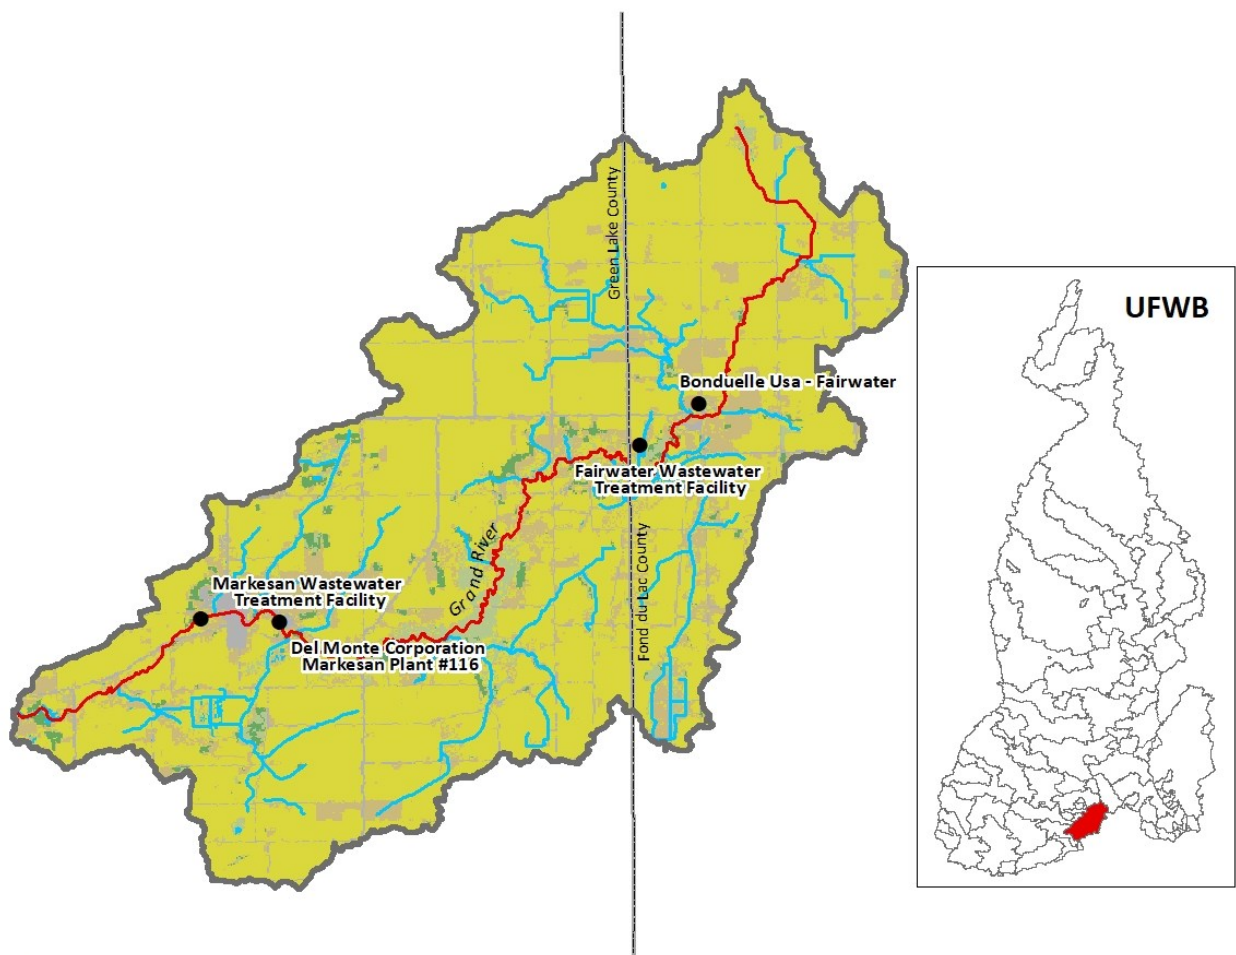 Green Lake County
UFWB
Bonduelle Usa - Fairwater
Fairwater Wastewater
Treatment Facility
Grand River
Fond du Lac County
Markesan Wastewater
Treatment Facility
Del Monte Corporation
Markesan Plant #116